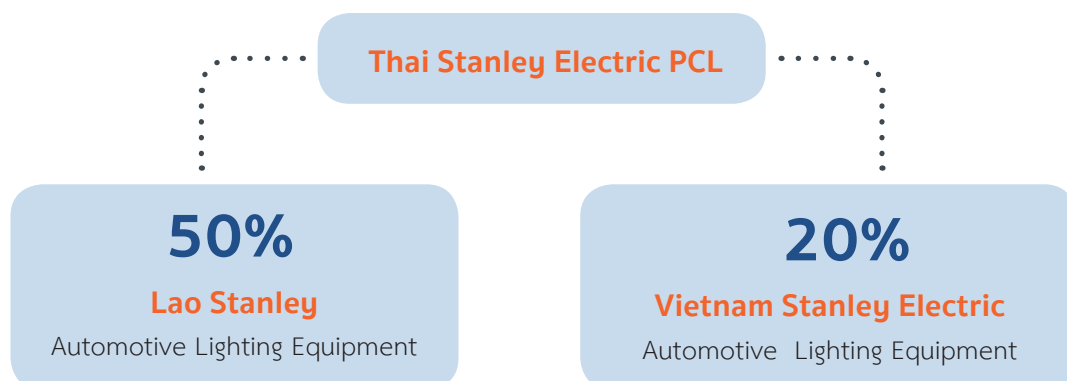 Thai Stanley Electric PCL
50%
Lao Stanley
Automotive Lighting Equipment
20%
Vietnam Stanley Electric
Automotive Lighting Equipment